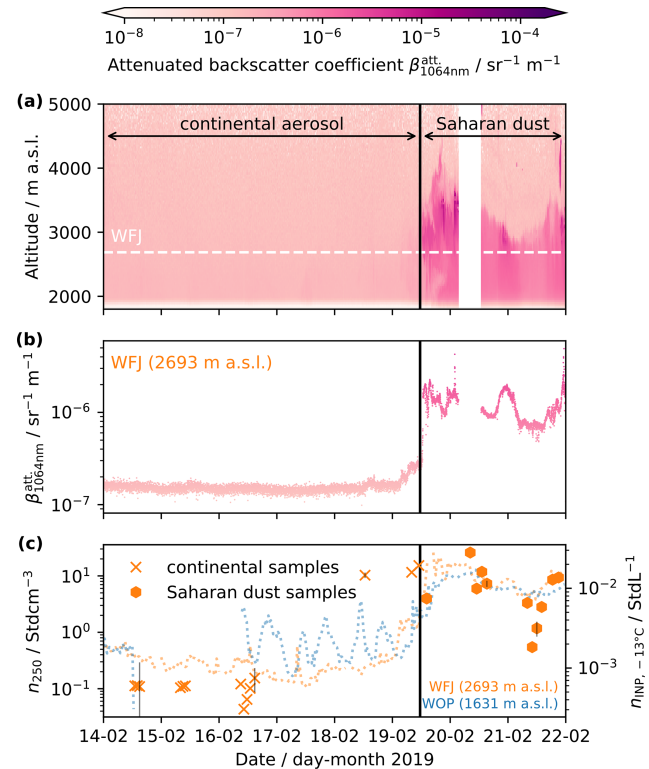 10⁻⁸ 10⁻⁷ 10⁻⁶ 10⁻⁵ 10⁻⁴
Attenuated backscatter coefficient β^att._1064nm / sr⁻¹ m⁻¹
(a)
5000
4000
3000
2000
Altitude / m a.s.l.
continental aerosol
Saharan dust
WFJ
(b)
WFJ (2693 m a.s.l.)
10⁻⁶
10⁻⁷
β^att._1064nm / sr⁻¹ m⁻¹
(c)
continental samples
Saharan dust samples
10¹
10⁰
10⁻¹
n₂₅₀ / Stdcm⁻³
10⁻²
10⁻³
n_INP, −13°C / StdL⁻¹
WFJ (2693 m a.s.l.)
WOP (1631 m a.s.l.)
14-02 15-02 16-02 17-02 18-02 19-02 20-02 21-02 22-02
Date / day-month 2019